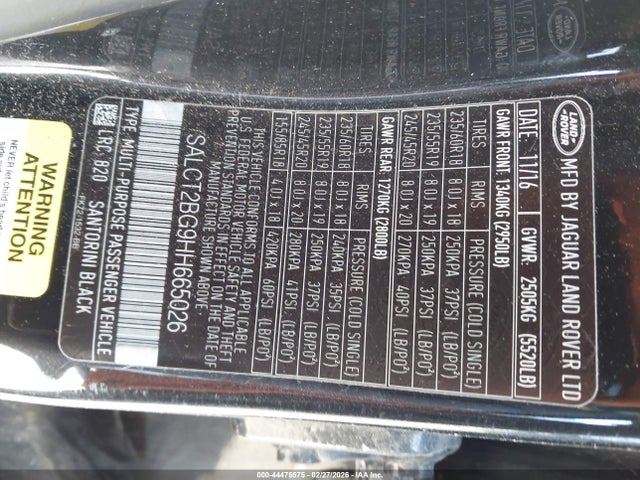 LAND ROVER
MFD BY JAGUAR LAND ROVER LTD
DATE: 11/16 GVWR: 2505KG (5520LB)
GAWR FRONT: 1340KG (2950LB)
TIRES RIMS PRESSURE (COLD SINGLE)
235/60R18 8.0J x 18 250KPA 37PSI (LB/PO²)
235/55R19 8.0J x 19 250KPA 37PSI (LB/PO²)
245/45R20 8.0J x 20 270KPA 40PSI (LB/PO²)
GAWR REAR: 1270KG (2800LB)
TIRES RIMS PRESSURE (COLD SINGLE)
235/60R18 8.0J x 18 240KPA 35PSI (LB/PO²)
235/55R19 8.0J x 19 250KPA 37PSI (LB/PO²)
245/45R20 8.0J x 20 280KPA 41PSI (LB/PO²)
155/85R18 4.0J x 18 420KPA 60PSI (LB/PO²)
THIS VEHICLE CONFORMS TO ALL APPLICABLE
U.S FEDERAL MOTOR VEHICLE SAFETY AND THEFT
PREVENTION STANDARDS IN EFFECT ON THE DATE OF
MANUFACTURE SHOWN ABOVE.
SALCT2BG9HH665026
TYPE: MULTI-PURPOSE PASSENGER VEHICLE
LRC: 820 SANTORINI BLACK
WARNING
AVERTISSEMENT
NEVER let children
000-44475575 - 02/27/2026 - IAA Inc.